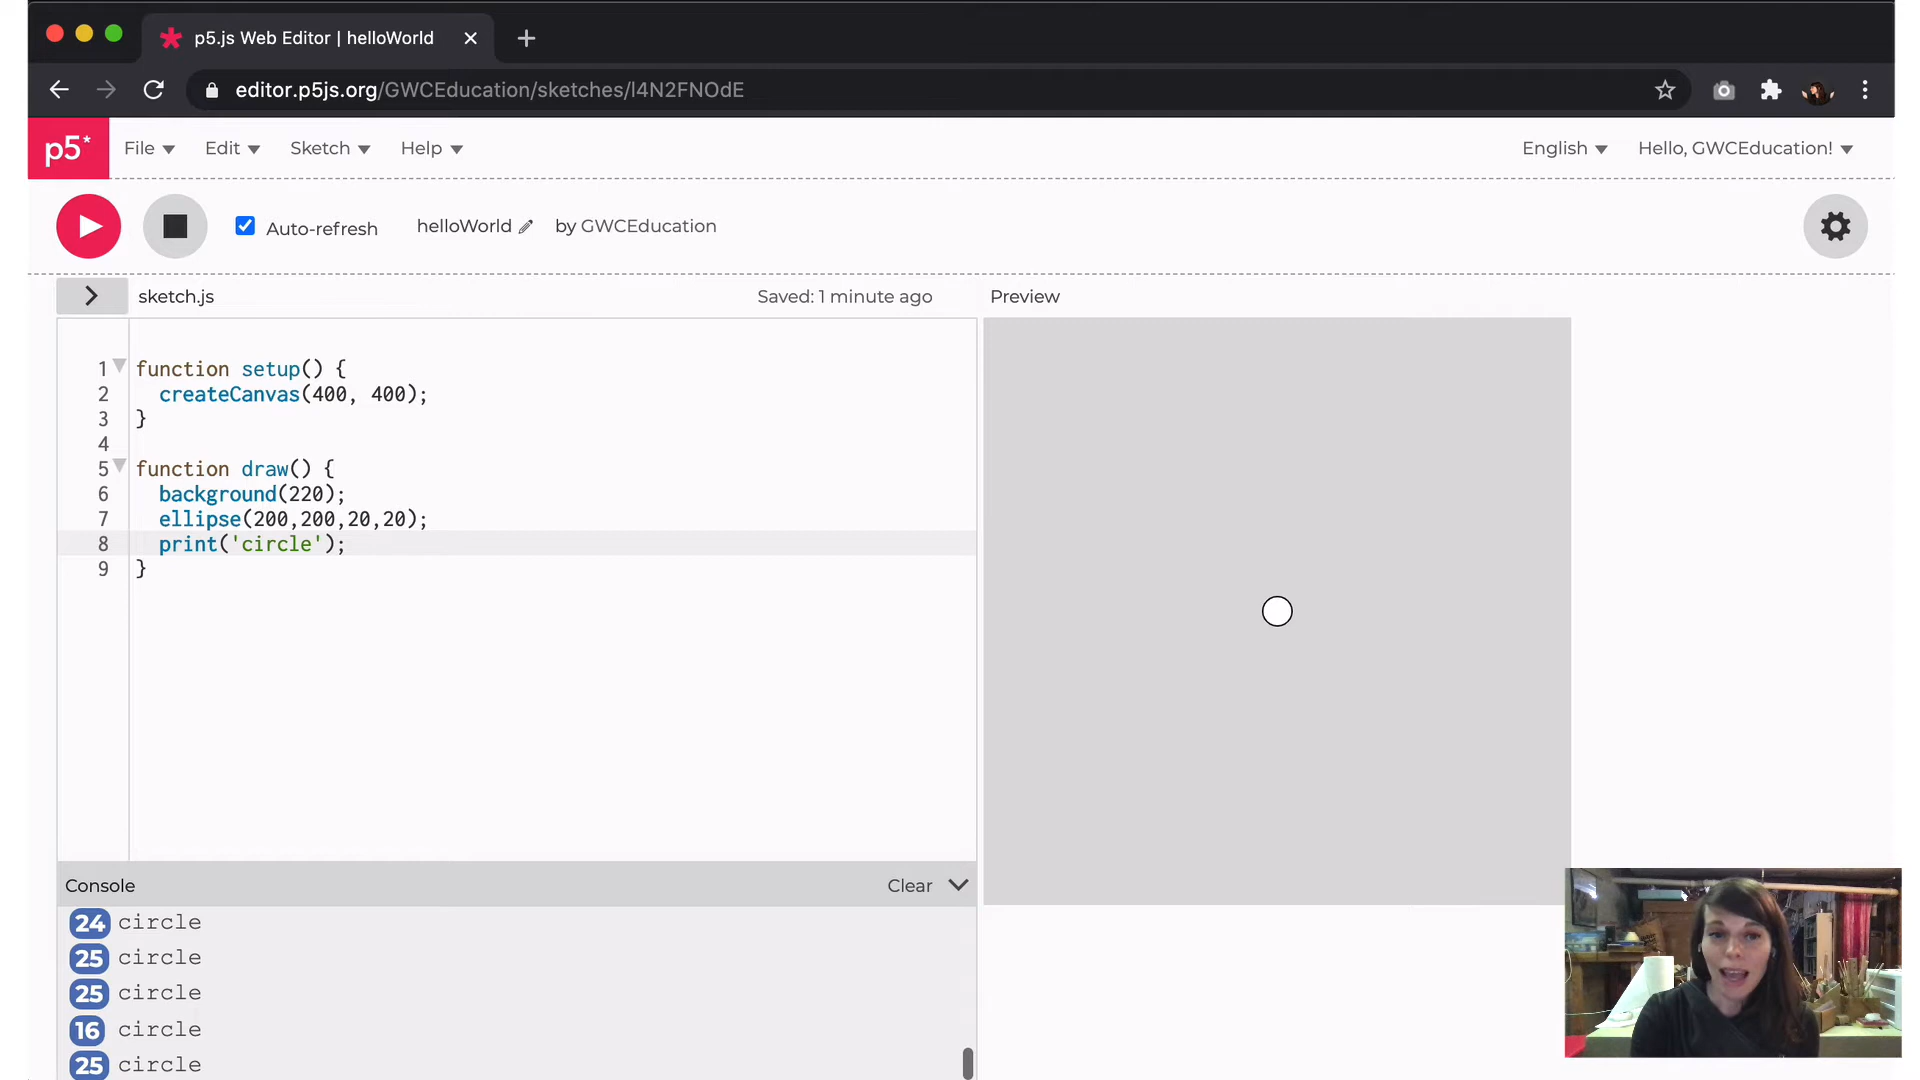 p5.js Web Editor | helloWorld
editor.p5js.org/GWCEducation/sketches/l4N2FNOdE
p5* File Edit Sketch Help English Hello, GWCEducation!
Auto-refresh helloWorld by GWCEducation
sketch.js Saved: 1 minute ago Preview
1 function setup() {
2 createCanvas(400, 400);
3 }
4
5 function draw() {
6 background(220);
7 ellipse(200,200,20,20);
8 print('circle');
9 }
Console Clear
24 circle
25 circle
25 circle
16 circle
25 circle